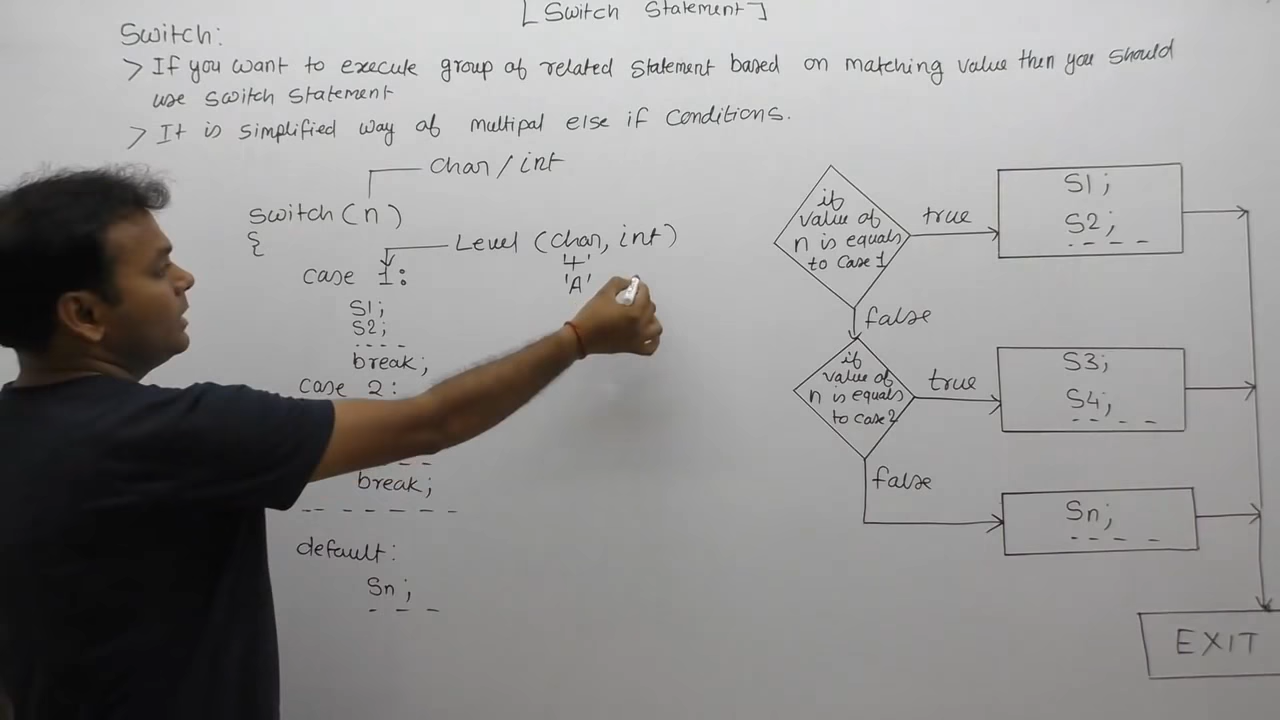 [Switch Statement]
Switch:
> If you want to execute group of related statement based on matching value then you should
use switch statement
> It is simplified way of multipal else if conditions.
char / int
switch(n)
{
Level (char, int)
'+'
'A'
case 1:
S1;
S2;
- - - -
break;
case 2:
break;
-- - - - - -
default:
Sn;
- - -
if
value of
n is equals
to case 1
true
S1;
S2;
- - - -
false
if
value of
n is equals
to case 2
true
S3;
S4;
- - - -
false
Sn;
- - - -
EXIT